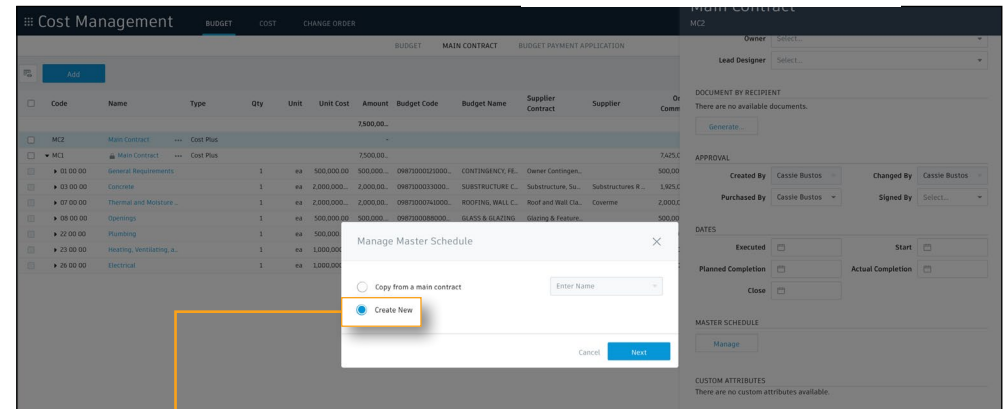 Cost Management BUDGET COST CHANGE ORDER
BUDGET MAIN CONTRACT BUDGET PAYMENT APPLICATION
Add
Code Name Type Qty Unit Unit Cost Amount Budget Code Budget Name Supplier Contract Supplier
7,500,00...
MC2 Main Contract ... Cost Plus -
MC1 Main Contract ... Cost Plus 7,500,00... 7,425,0
01 00 00 General Requirements 1 ea 500,000.00 500,000... 09871000121000... CONTINGENCY, FE... Owner Contingen... 500,00
03 00 00 Concrete 1 ea 2,000,000... 2,000,00... 0987100033000... SUBSTRUCTURE C... Substructure, Su... Substructures R... 1,925,0
07 00 00 Thermal and Moisture... 1 ea 2,000,000... 2,000,00... 0987100074 1000... ROOFING, WALL C... Roof and Wall Cla... Coverme 2,000,0
08 00 00 Openings 1 ea 500,000.00 500,000... 0987100088000... GLASS & GLAZING Glazing & Feature... 500,00
22 00 00 Plumbing 1 ea 500,000
23 00 00 Heating, Ventilating, a... 1 ea 1,000,000
26 00 00 Electrical 1 ea 1,000,000
Manage Master Schedule
Copy from a main contract Enter Name
Create New
Cancel Next
Main Contract
MC2
Owner Select...
Lead Designer Select...
DOCUMENT BY RECIPIENT
There are no available documents.
Generate...
APPROVAL
Created By Cassie Bustos Changed By Cassie Bustos
Purchased By Cassie Bustos Signed By Select...
DATES
Executed Start
Planned Completion Actual Completion
Close
MASTER SCHEDULE
Manage
CUSTOM ATTRIBUTES
There are no custom attributes available.